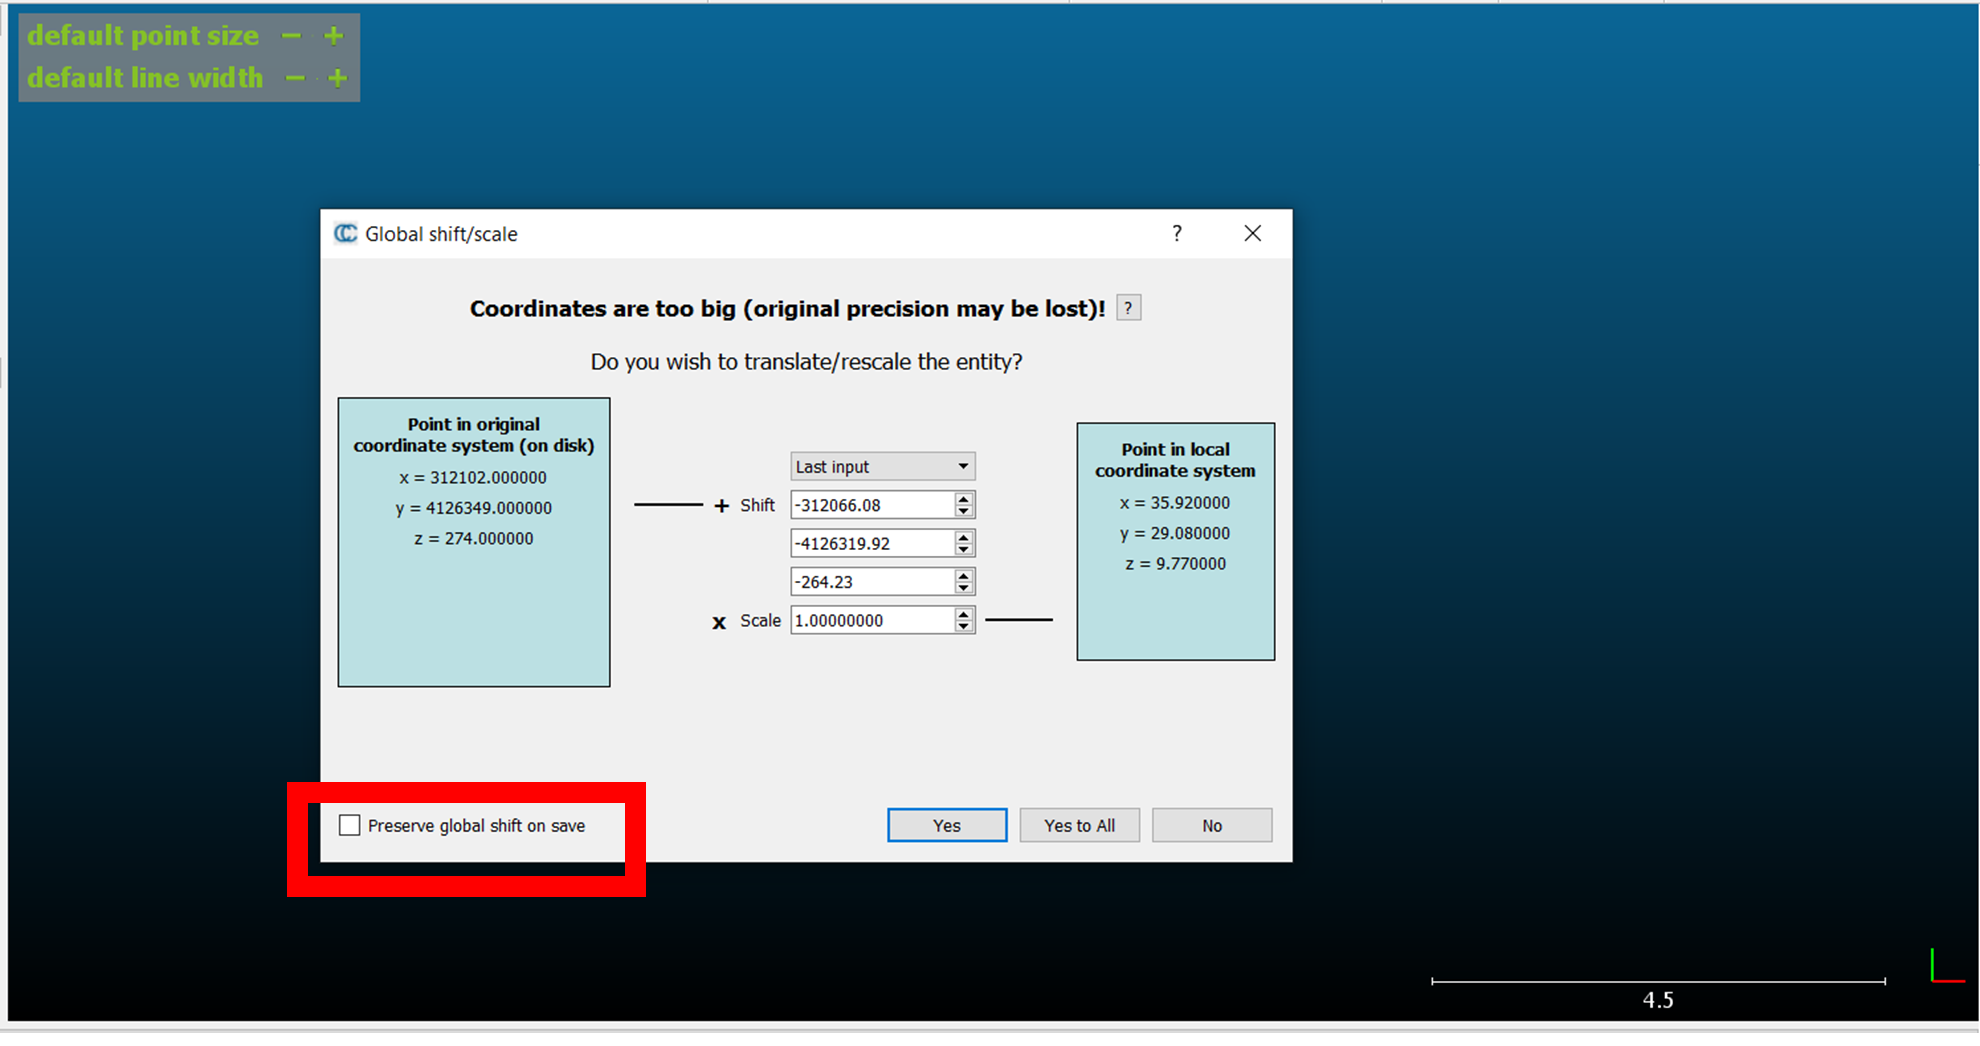 default point size − +
default line width − +
Global shift/scale ?
Coordinates are too big (original precision may be lost)! ?
Do you wish to translate/rescale the entity?
Point in original
coordinate system (on disk)
x = 312102.000000
y = 4126349.000000
z = 274.000000
Last input
+ Shift -312066.08
-4126319.92
-264.23
x Scale 1.00000000
Point in local
coordinate system
x = 35.920000
y = 29.080000
z = 9.770000
Preserve global shift on save
Yes
Yes to All
No
4.5